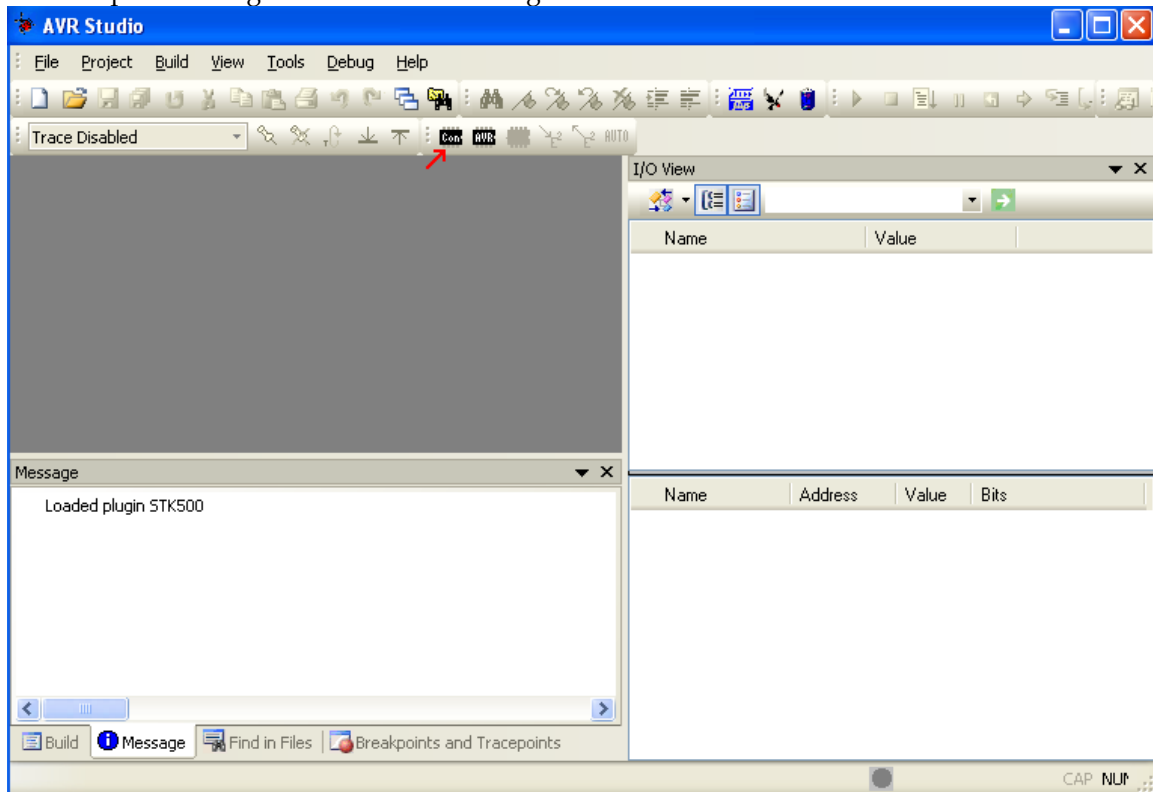 AVR Studio
File Project Build View Tools Debug Help
Trace Disabled
Con AVR AUTO
I/O View
Name Value
Message
Loaded plugin STK500
Name Address Value Bits
Build Message Find in Files Breakpoints and Tracepoints
CAP NUM